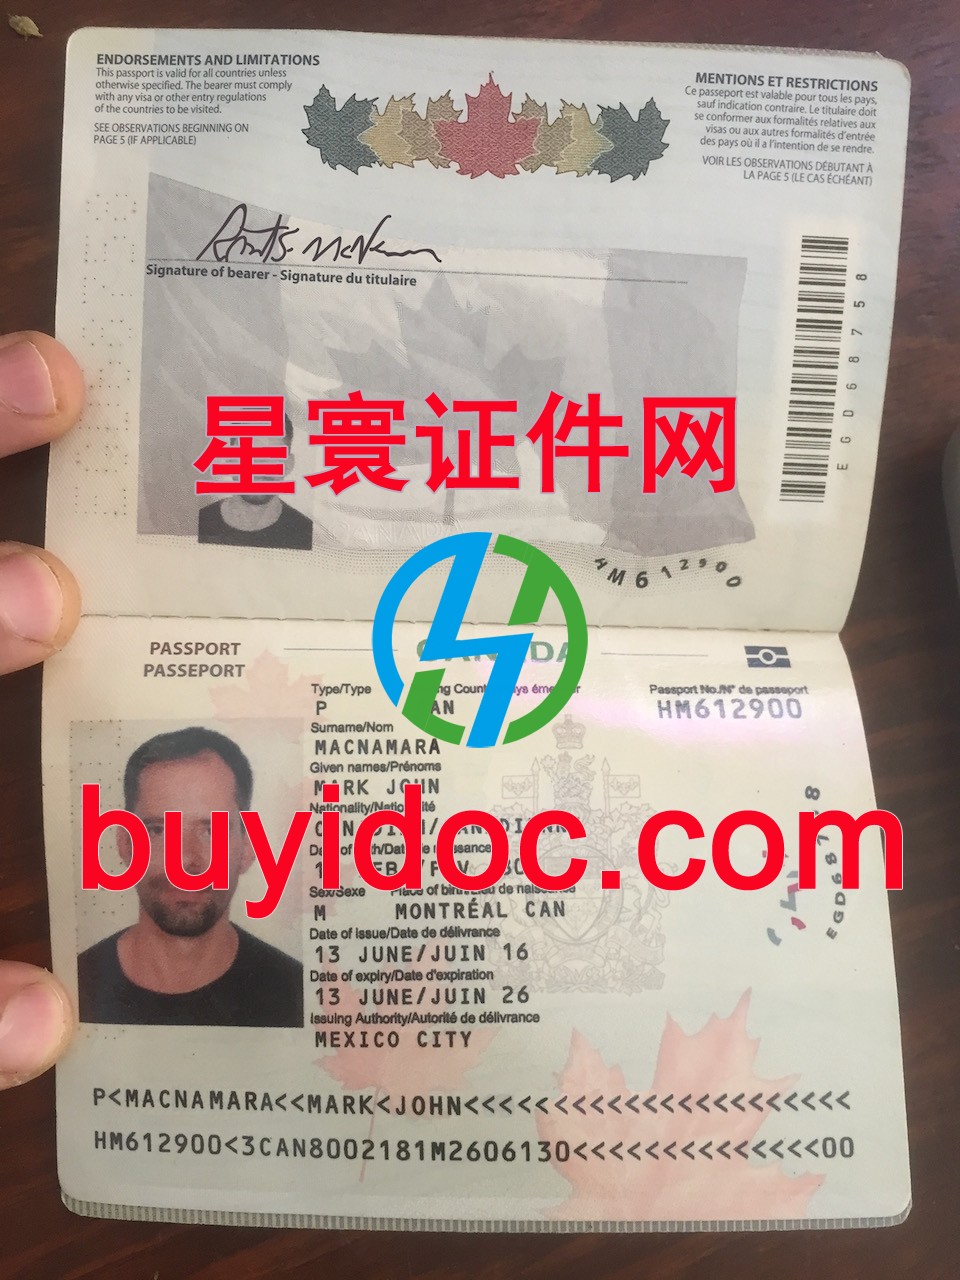 ENDORSEMENTS AND LIMITATIONS
This passport is valid for all countries unless
otherwise specified. The bearer must comply
with any visa or other entry regulations
of the countries to be visited.
SEE OBSERVATIONS BEGINNING ON
PAGE 5 (IF APPLICABLE)
MENTIONS ET RESTRICTIONS
Ce passeport est valable pour tous les pays,
sauf indication contraire. Le titulaire doit
se conformer aux formalités relatives aux
visas ou aux autres formalités d'entrée
des pays où il a l'intention de se rendre.
VOIR LES OBSERVATIONS DÉBUTANT À
LA PAGE 5 (LE CAS ÉCHÉANT)
Signature of bearer - Signature du titulaire
EGD68758
星寰证件网
HM612900
PASSPORT
PASSEPORT
Type/Type
Passport No./N° de passeport
P
HM612900
Surname/Nom
MACNAMARA
Given names/Prénoms
MARK JOHN
buyidoc.com
Sex/Sexe
M MONTRÉAL CAN
Date of issue/Date de délivrance
13 JUNE/JUIN 16
Date of expiry/Date d'expiration
13 JUNE/JUIN 26
Issuing Authority/Autorité de délivrance
MEXICO CITY
P<MACNAMARA<<MARK<JOHN<<<<<<<<<<<<<<<<<<<<<<
HM612900<3CAN8002181M2606130<<<<<<<<<<<<<<00